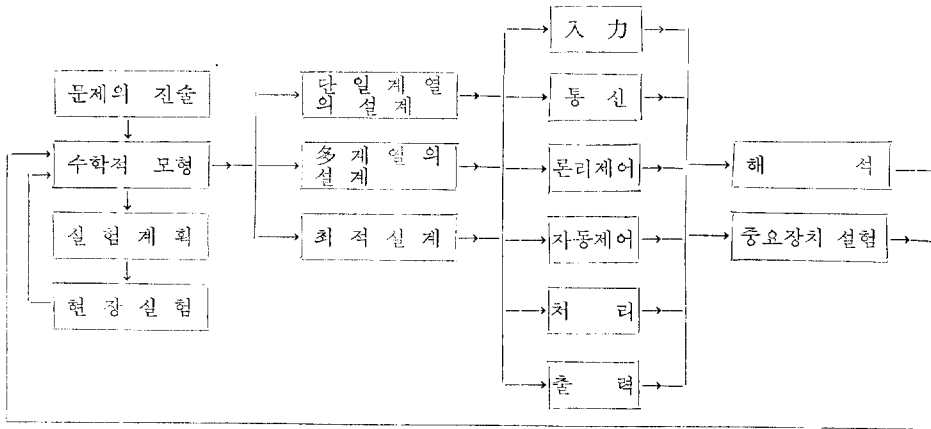 문제의 진술
수학적 모형
실험계획
현장실험
단일계열
의 설계
多계열의
설계
최적설계
入力
통신
론리제어
자동제어
처리
출력
해석
중요장치 설험